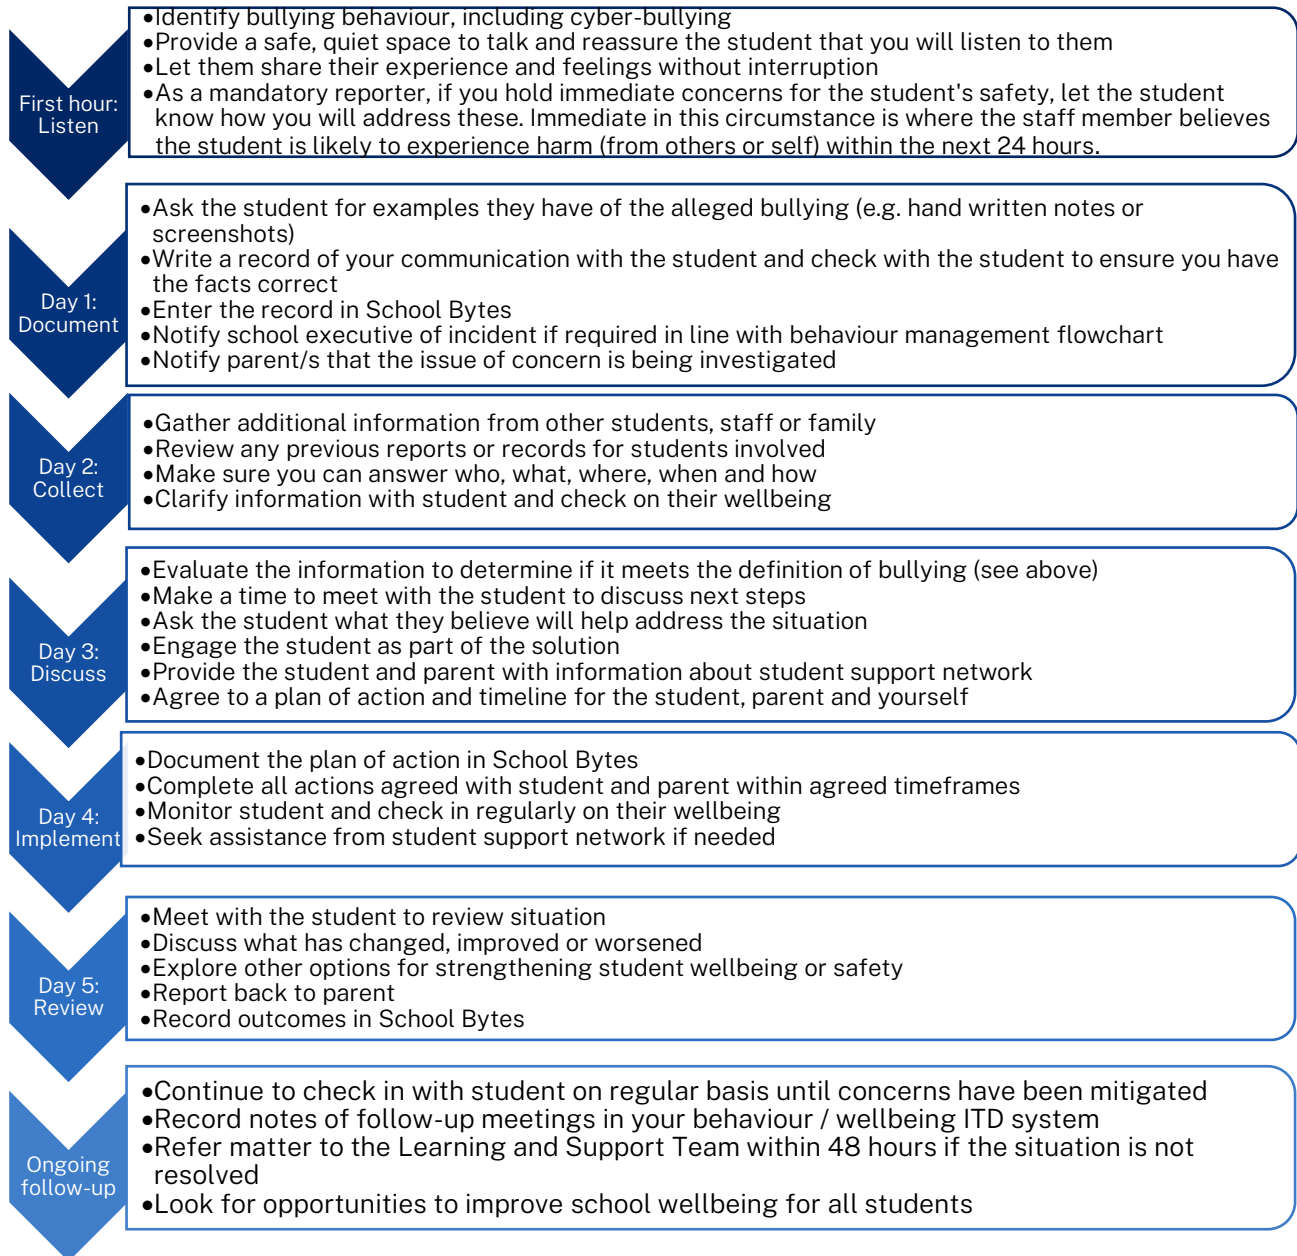 First hour:
Listen
•Identify bullying behaviour, including cyber-bullying
•Provide a safe, quiet space to talk and reassure the student that you will listen to them
•Let them share their experience and feelings without interruption
•As a mandatory reporter, if you hold immediate concerns for the student's safety, let the student
know how you will address these. Immediate in this circumstance is where the staff member believes
the student is likely to experience harm (from others or self) within the next 24 hours.
Day 1:
Document
•Ask the student for examples they have of the alleged bullying (e.g. hand written notes or
screenshots)
•Write a record of your communication with the student and check with the student to ensure you have
the facts correct
•Enter the record in School Bytes
•Notify school executive of incident if required in line with behaviour management flowchart
•Notify parent/s that the issue of concern is being investigated
Day 2:
Collect
•Gather additional information from other students, staff or family
•Review any previous reports or records for students involved
•Make sure you can answer who, what, where, when and how
•Clarify information with student and check on their wellbeing
Day 3:
Discuss
•Evaluate the information to determine if it meets the definition of bullying (see above)
•Make a time to meet with the student to discuss next steps
•Ask the student what they believe will help address the situation
•Engage the student as part of the solution
•Provide the student and parent with information about student support network
•Agree to a plan of action and timeline for the student, parent and yourself
Day 4:
Implement
•Document the plan of action in School Bytes
•Complete all actions agreed with student and parent within agreed timeframes
•Monitor student and check in regularly on their wellbeing
•Seek assistance from student support network if needed
Day 5:
Review
•Meet with the student to review situation
•Discuss what has changed, improved or worsened
•Explore other options for strengthening student wellbeing or safety
•Report back to parent
•Record outcomes in School Bytes
Ongoing
follow-up
•Continue to check in with student on regular basis until concerns have been mitigated
•Record notes of follow-up meetings in your behaviour / wellbeing ITD system
•Refer matter to the Learning and Support Team within 48 hours if the situation is not
resolved
•Look for opportunities to improve school wellbeing for all students